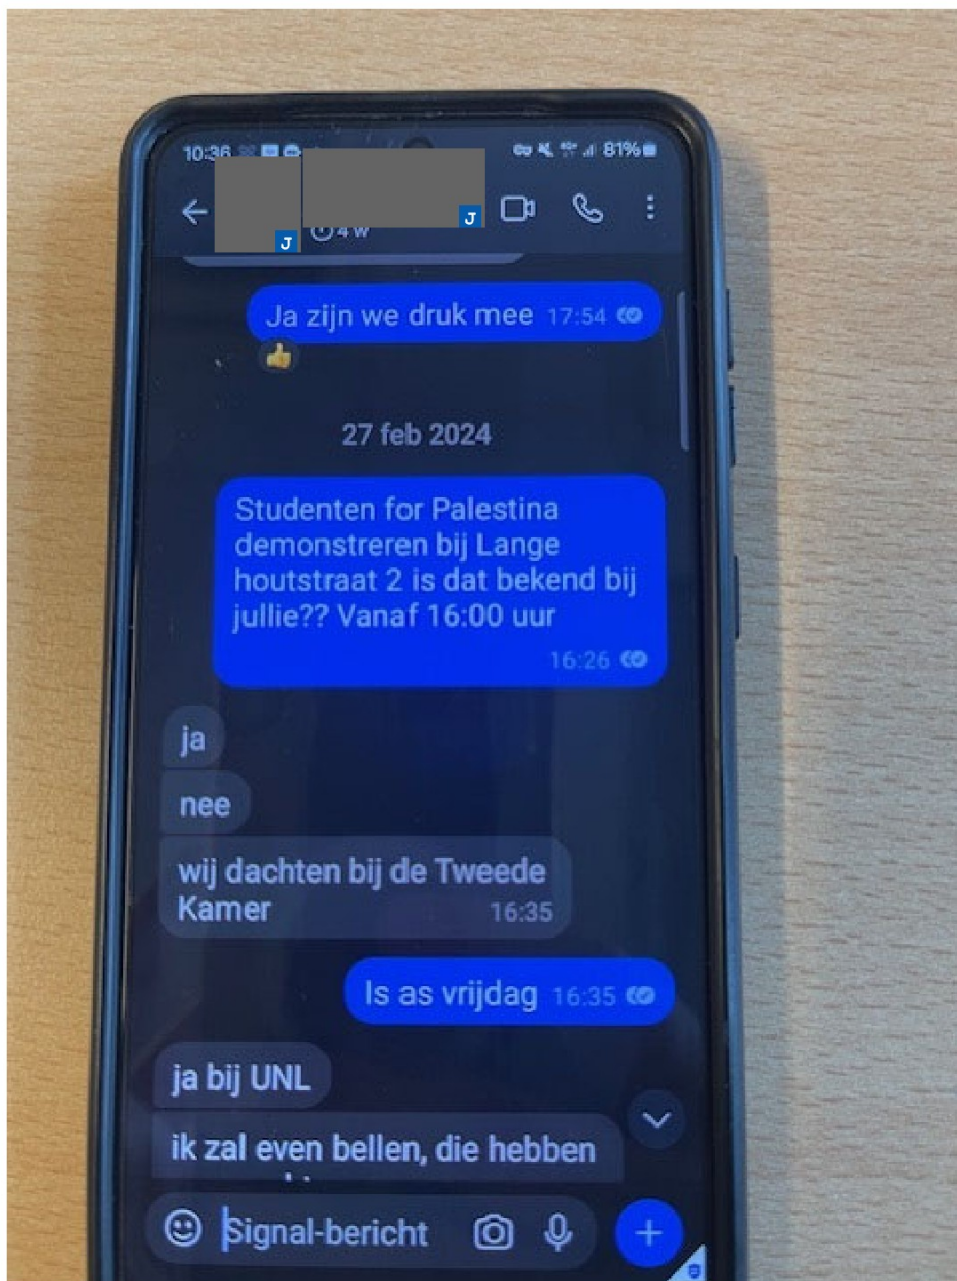 10:36
81%
J
J
4 w
Ja zijn we druk mee 17:54
27 feb 2024
Studenten for Palestina
demonstreren bij Lange
houtstraat 2 is dat bekend bij
jullie?? Vanaf 16:00 uur
16:26
ja
nee
wij dachten bij de Tweede
Kamer 16:35
Is as vrijdag 16:35
ja bij UNL
ik zal even bellen, die hebben
Signal-bericht